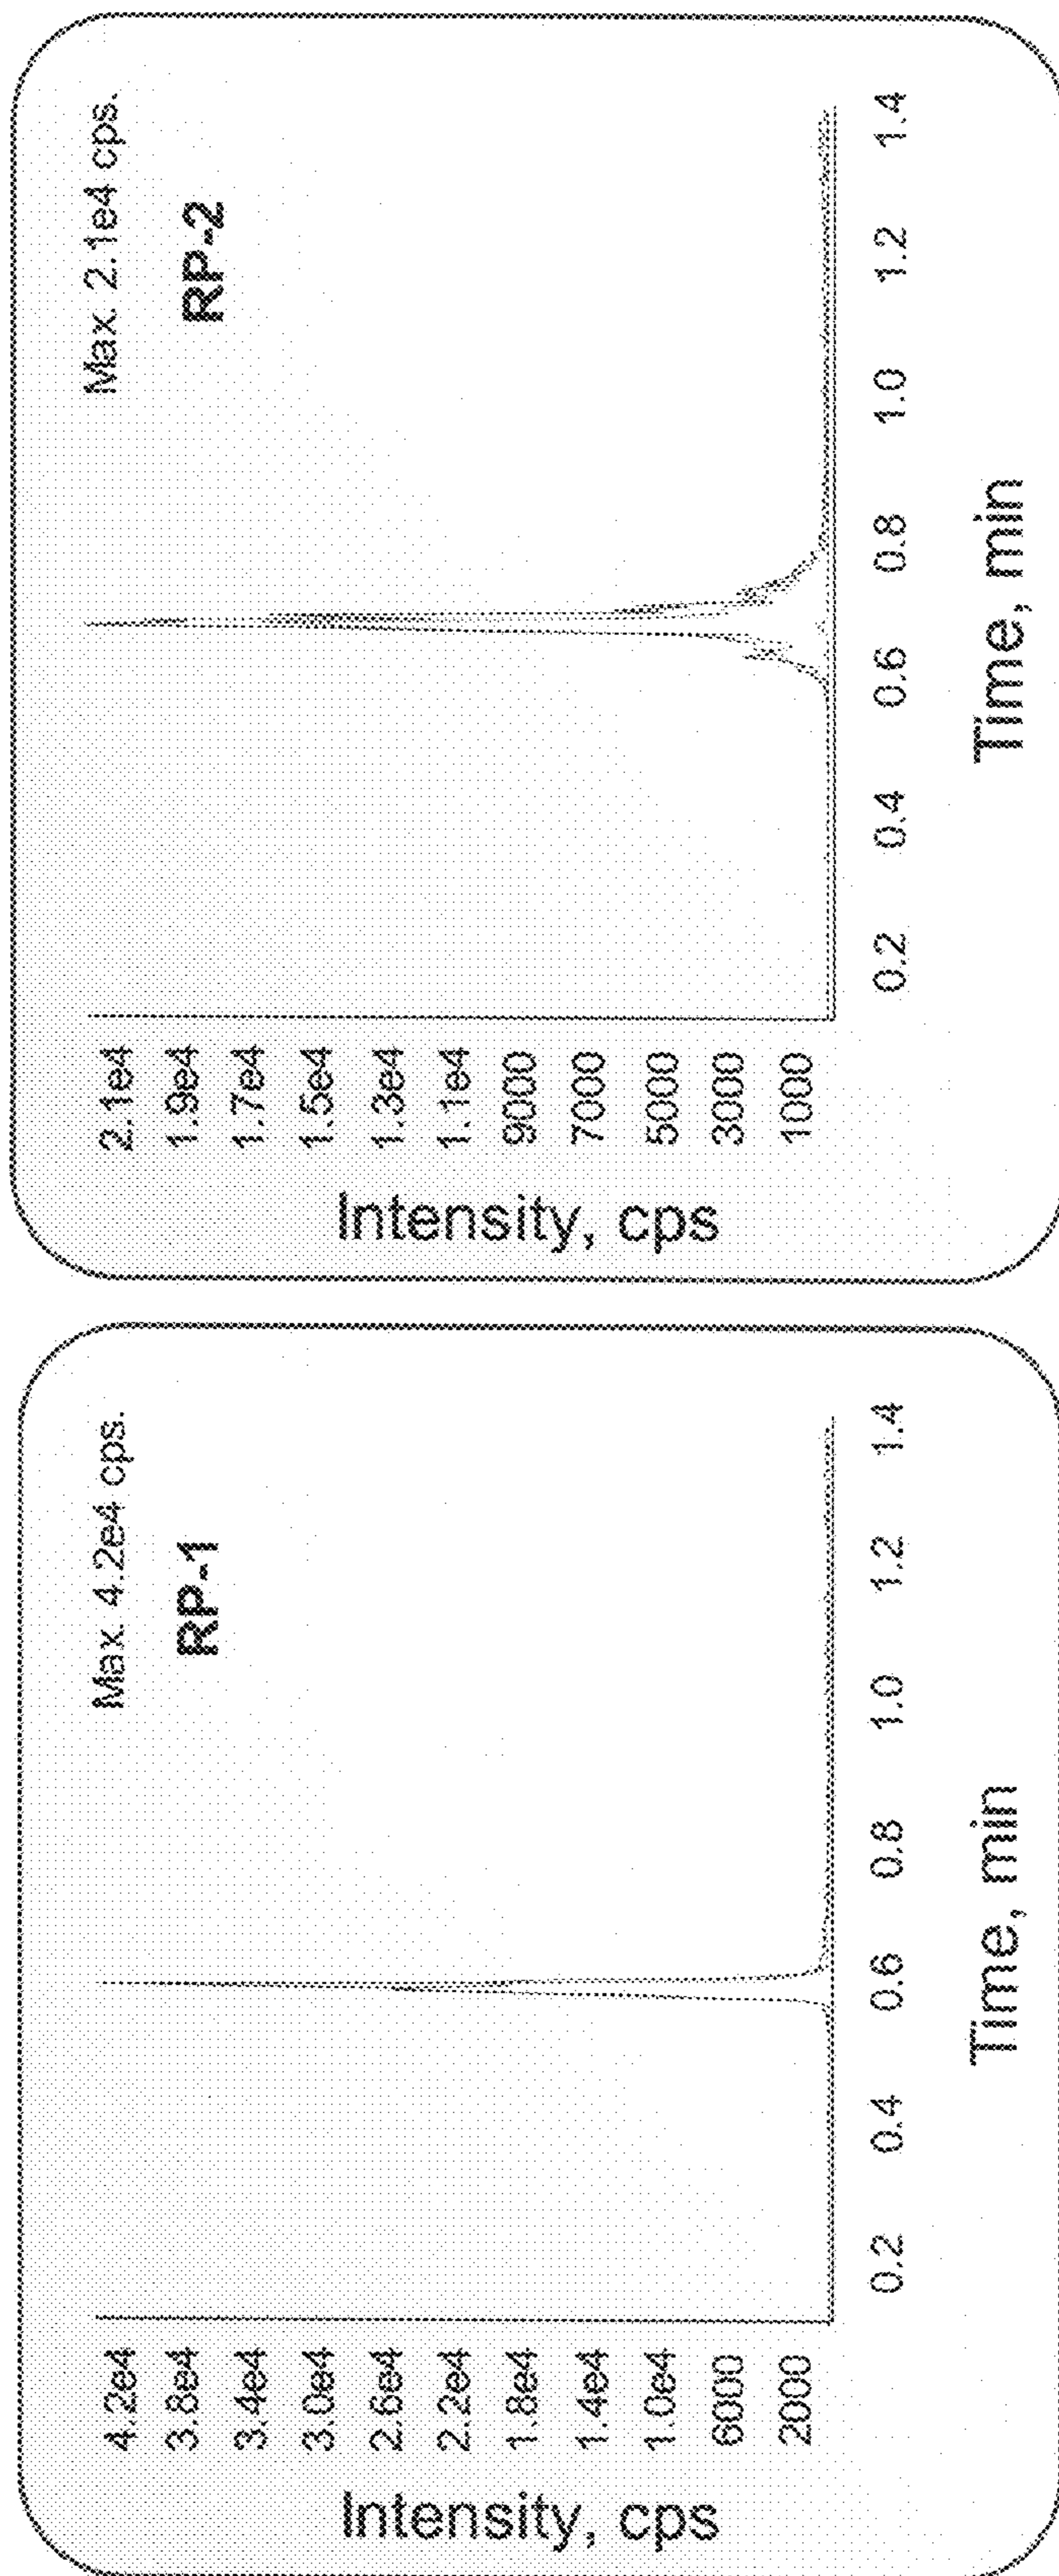 Max. 4.2e4 cps.
RP-1
Intensity, cps
4.2e4
3.8e4
3.4e4
3.0e4
2.6e4
2.2e4
1.8e4
1.4e4
1.0e4
6000
2000
0.2 0.4 0.6 0.8 1.0 1.2 1.4
Time, min
Max. 2.1e4 cps.
RP-2
Intensity, cps
2.1e4
1.9e4
1.7e4
1.5e4
1.3e4
1.1e4
9000
7000
5000
3000
1000
0.2 0.4 0.6 0.8 1.0 1.2 1.4
Time, min